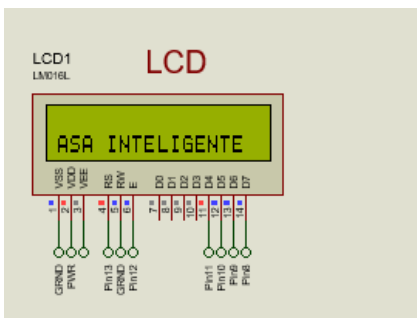 LCD1
LM016L
LCD
ASA INTELIGENTE
VSS VDD VEE RS RW E D0 D1 D2 D3 D4 D5 D6 D7
1 2 3 4 5 6 7 8 9 10 11 12 13 14
GRND PWR Pin13 GRND Pin12 Pin11 Pin10 Pin9 Pin8